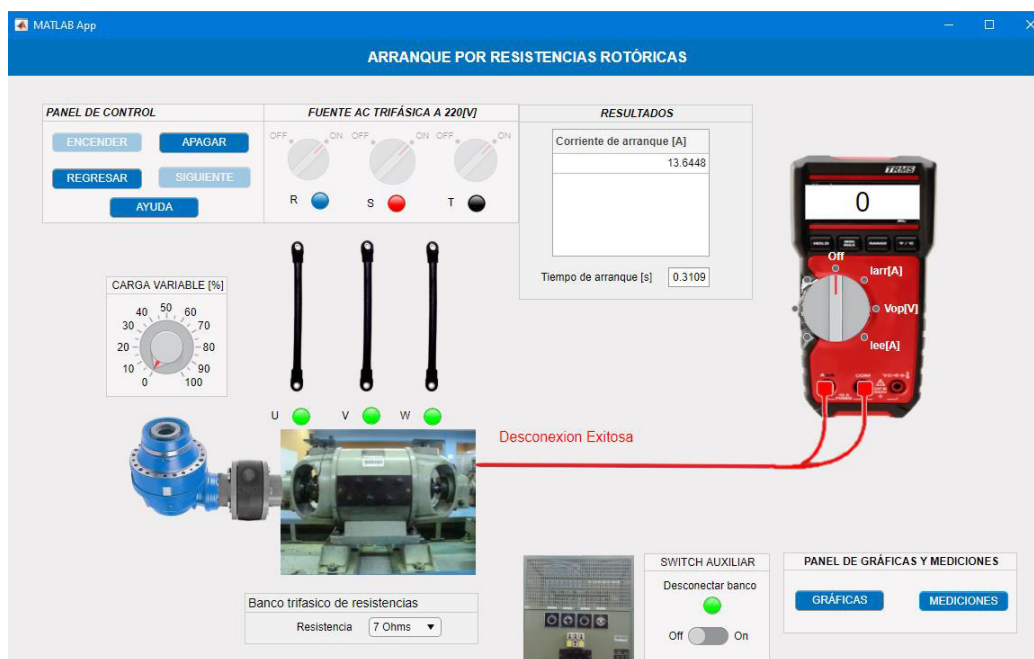 MATLAB App
ARRANQUE POR RESISTENCIAS ROTÓRICAS
PANEL DE CONTROL
ENCENDER
APAGAR
REGRESAR
SIGUIENTE
AYUDA
FUENTE AC TRIFÁSICA A 220[V]
OFF ON OFF ON OFF ON
R S T
RESULTADOS
Corriente de arranque [A]
13.6448
Tiempo de arranque [s] 0.3109
TRMS
0
HOLD
RANGE
Off
Iarr[A]
Vop[V]
Iee[A]
COM
CARGA VARIABLE [%]
0 10 20 30 40 50 60 70 80 90 100
U V W
Desconexion Exitosa
Banco trifasico de resistencias
Resistencia 7 Ohms
SWITCH AUXILIAR
Desconectar banco
Off On
PANEL DE GRÁFICAS Y MEDICIONES
GRÁFICAS
MEDICIONES